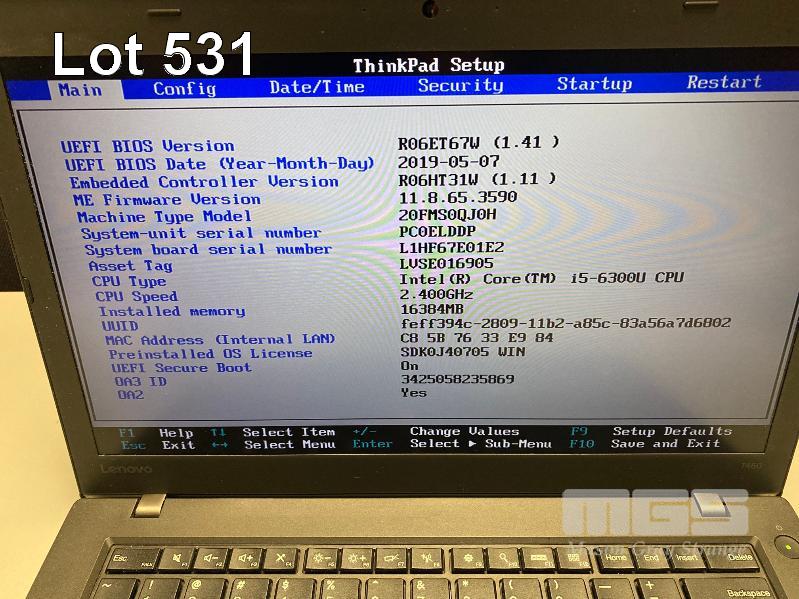 Lot 531
ThinkPad Setup
Main Config Date/Time Security Startup Restart
UEFI BIOS Version R06ET67W (1.41 )
UEFI BIOS Date (Year-Month-Day) 2019-05-07
Embedded Controller Version R06HT31W (1.11 )
ME Firmware Version 11.8.65.3590
Machine Type Model 20FMS0QJ0H
System-unit serial number PC0ELDDP
System board serial number L1HF67E01E2
Asset Tag LVSE016905
CPU Type Intel(R) Core(TM) i5-6300U CPU
CPU Speed 2.400GHz
Installed memory 16384MB
UUID feff394c-2809-11b2-a85c-83a56a7d6802
MAC Address (Internal LAN) C8 5B 76 33 E9 84
Preinstalled OS License SDK0J40705 WIN
UEFI Secure Boot On
OA3 ID 3425058235869
OA2 Yes
F1 Help ↑↓ Select Item +/- Change Values F9 Setup Defaults
Esc Exit ←→ Select Menu Enter Select ▶ Sub-Menu F10 Save and Exit
Lenovo T460
MGS
Mason Gray Strange
Esc Home End Insert Delete
~ ! @ # $ % ^ & * ( ) — + Backspace